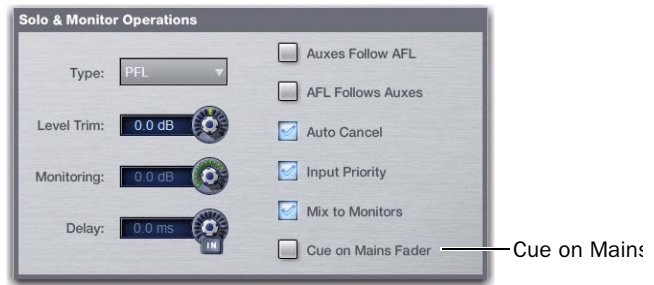 Solo & Monitor Operations
Type: PFL
Level Trim: 0.0 dB
Monitoring: 0.0 dB
Delay: 0.0 ms
IN
Auxes Follow AFL
AFL Follows Auxes
Auto Cancel
Input Priority
Mix to Monitors
Cue on Mains Fader
Cue on Mains